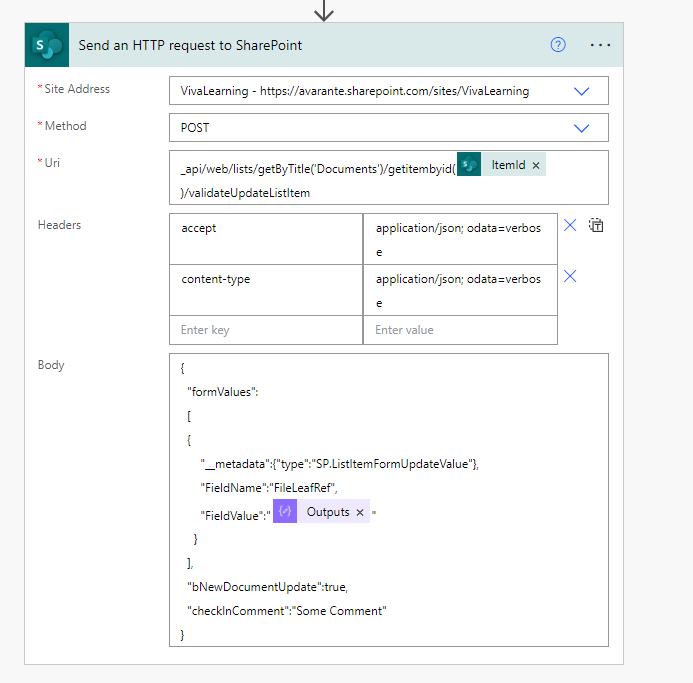 S
Send an HTTP request to SharePoint
? ...
* Site Address
VivaLearning - https://avarante.sharepoint.com/sites/VivaLearning
* Method
POST
* Uri
_api/web/lists/getByTitle('Documents')/getitembyid( S ItemId ×
)/validateUpdateListItem
Headers
accept
application/json; odata=verbos
e
T
content-type
application/json; odata=verbos
e
Enter key
Enter value
Body
{
"formValues":
[
{
"__metadata":{"type":"SP.ListItemFormUpdateValue"},
"FieldName":"FileLeafRef",
"FieldValue":" Outputs × "
}
],
"bNewDocumentUpdate":true,
"checkInComment":"Some Comment"
}